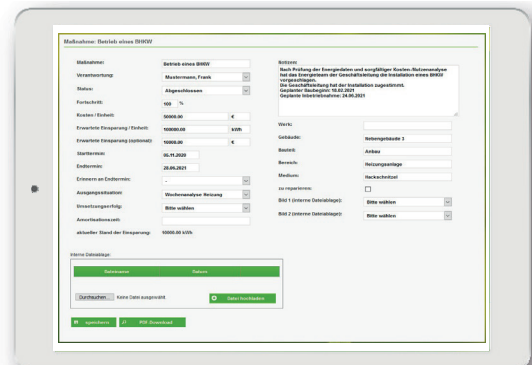 Maßnahme: Betrieb eines BHKW
Maßnahme: Betrieb eines BHKW
Verantwortung: Mustermann, Frank
Status: Abgeschlossen
Fortschritt: 100 %
Kosten / Einheit: 50000.00 €
Erwartete Einsparung / Einheit: 100000.00 kWh
Erwartete Einsparung (optional): 10000.00 €
Starttermin: 05.11.2020
Endtermin: 28.06.2021
Erinnern an Endtermin: -
Ausgangssituation: Wochenanalyse Heizung
Umsetzungserfolg: Bitte wählen
Amortisationszeit:
aktueller Stand der Einsparung: 10000.00 kWh
Notizen:
Nach Prüfung der Energiedaten und sorgfältiger Kosten-/Nutzenanalyse
hat das Energieteam der Geschäftsleitung die Installation eines BHKW
vorgeschlagen.
Die Geschäftsleitung hat der Installation zugestimmt.
Geplanter Baubeginn: 10.02.2021
Geplante Inbetriebnahme: 24.06.2021
Werk:
Gebäude: Nebengebäude 2
Bauteil: Anbau
Bereich: Heizungsanlage
Medium: Hackschnitzel
zu reparieren:
Bild 1 (interne Dateiablage): Bitte wählen
Bild 2 (interne Dateiablage): Bitte wählen
Interne Dateiablage:
Dateiname Datum
Durchsuchen... Keine Datei ausgewählt. Datei hochladen
speichern PDF Download